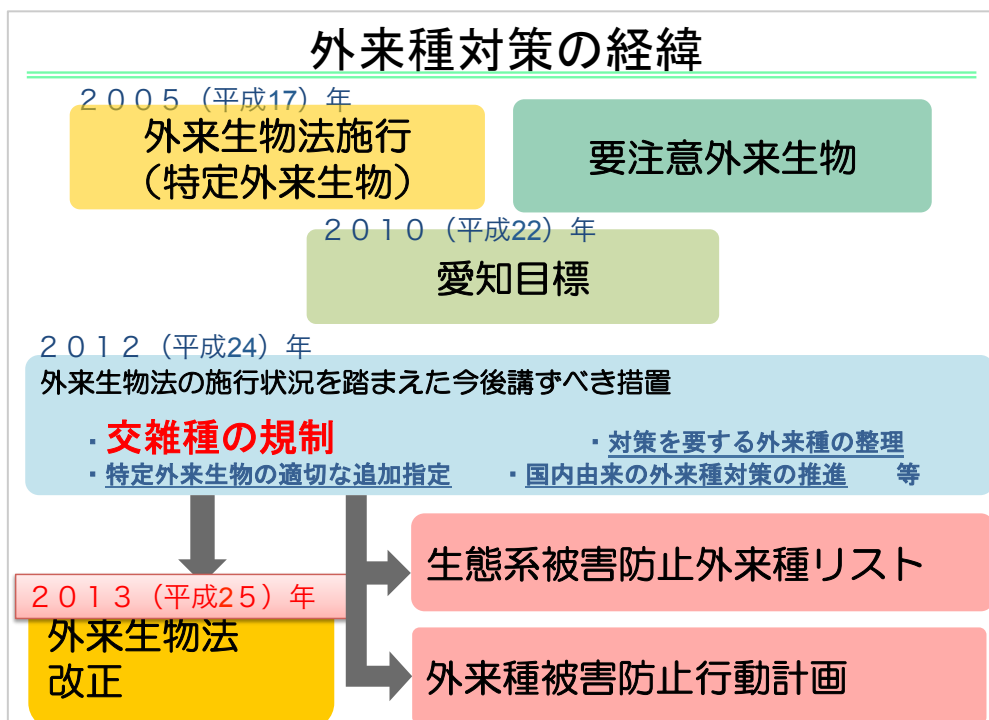 外来種対策の経緯
２００５（平成17）年
外来生物法施行
（特定外来生物）
要注意外来生物
２０１０（平成22）年
愛知目標
２０１２（平成24）年
外来生物法の施行状況を踏まえた今後講ずべき措置
・交雑種の規制
・対策を要する外来種の整理
・特定外来生物の適切な追加指定
・国内由来の外来種対策の推進　等
２０１３（平成2５）年
外来生物法
改正
生態系被害防止外来種リスト
外来種被害防止行動計画